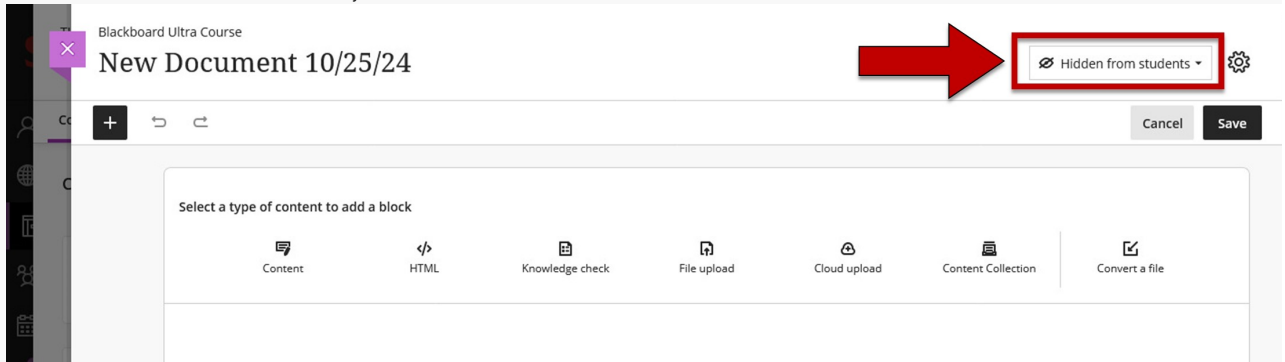 Blackboard Ultra Course
New Document 10/25/24
Hidden from students
Cancel
Save
Select a type of content to add a block
Content
HTML
Knowledge check
File upload
Cloud upload
Content Collection
Convert a file